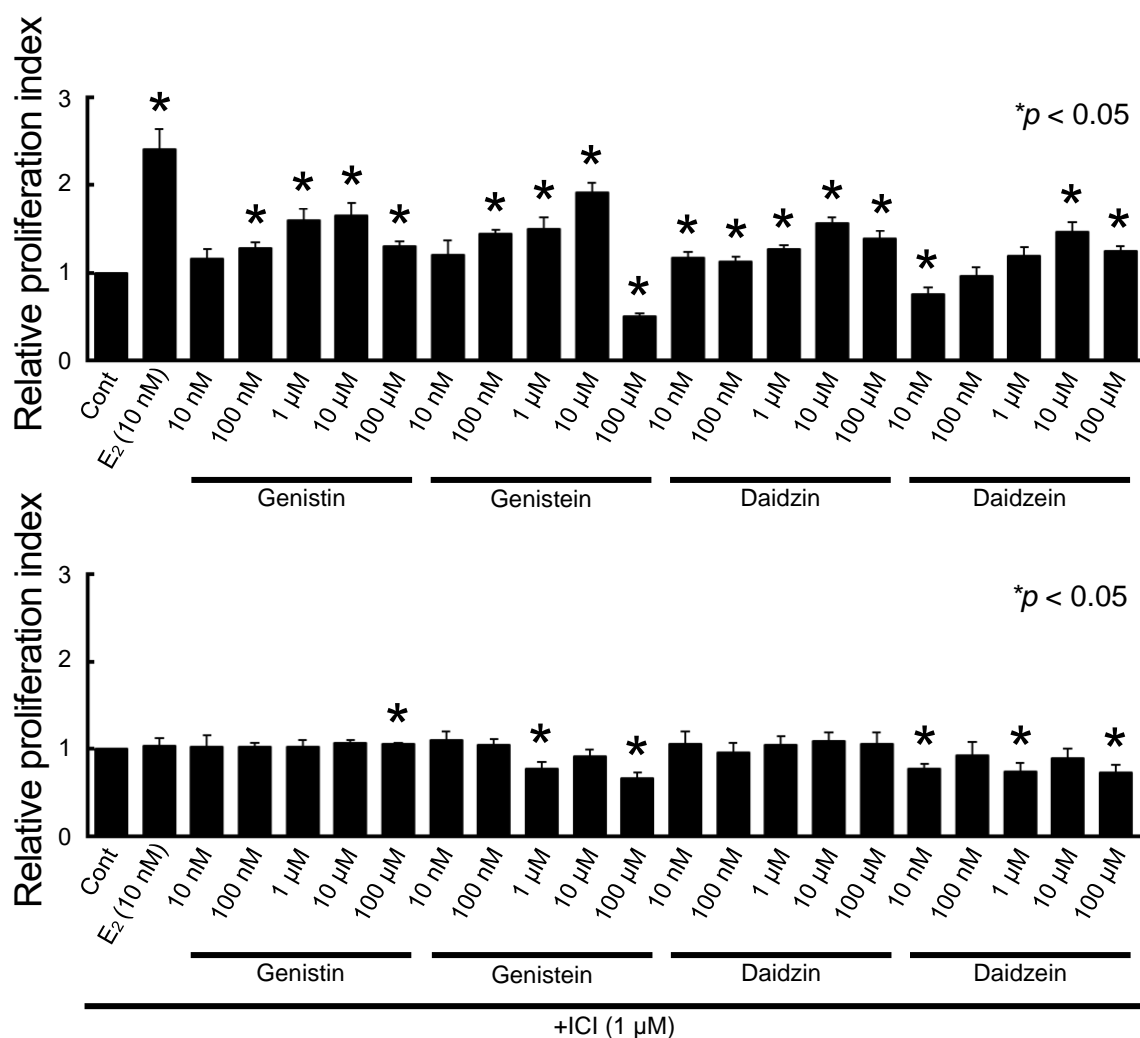 Relative proliferation index
3
2
1
0
*
* * * *
* * * *
* * * * *
* * *
*p < 0.05
Cont
E₂ (10 nM)
10 nM
100 nM
1 µM
10 µM
100 µM
10 nM
100 nM
1 µM
10 µM
100 µM
10 nM
100 nM
1 µM
10 µM
100 µM
10 nM
100 nM
1 µM
10 µM
100 µM
Genistin
Genistein
Daidzin
Daidzein
Relative proliferation index
3
2
1
0
*
* *
* * *
*p < 0.05
Cont
E₂ (10 nM)
10 nM
100 nM
1 µM
10 µM
100 µM
10 nM
100 nM
1 µM
10 µM
100 µM
10 nM
100 nM
1 µM
10 µM
100 µM
10 nM
100 nM
1 µM
10 µM
100 µM
Genistin
Genistein
Daidzin
Daidzein
+ICI (1 µM)